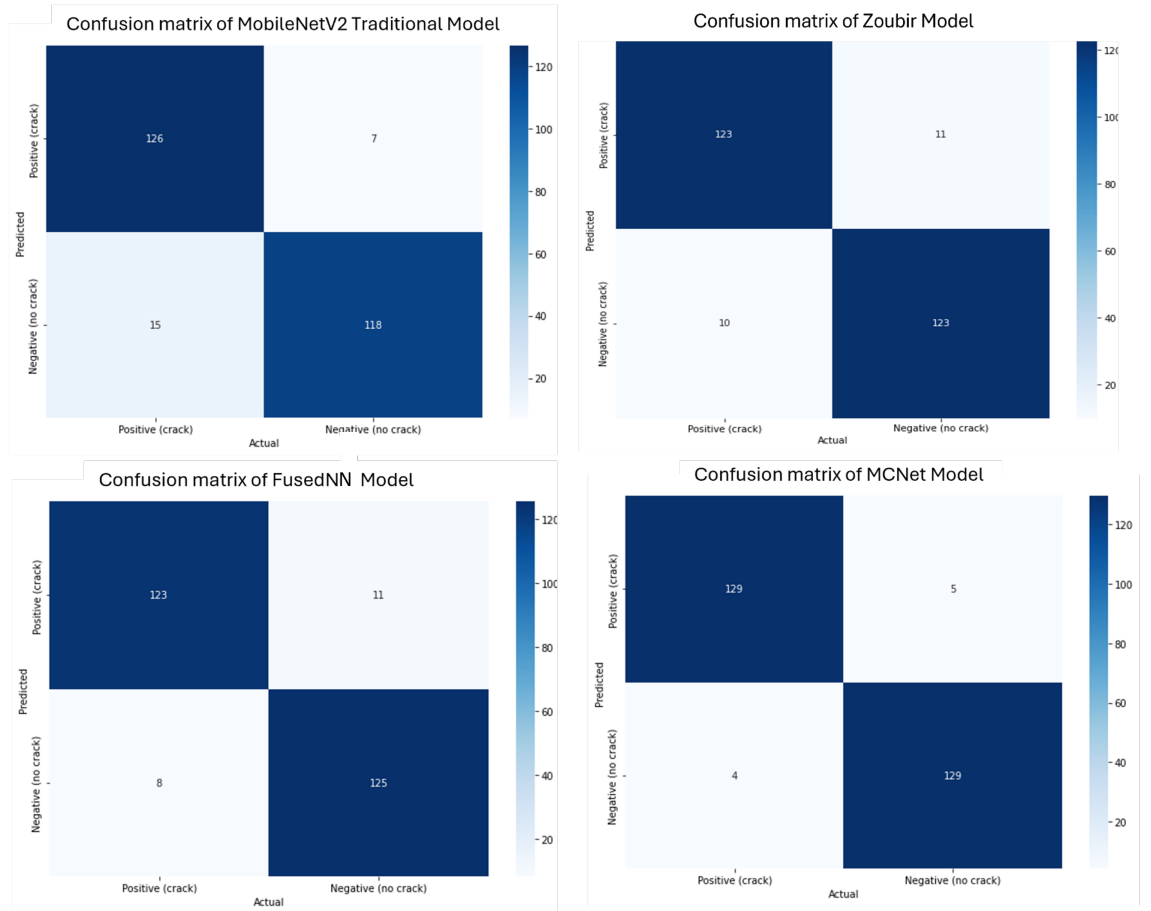 Confusion matrix of MobileNetV2 Traditional Model
Positive (crack)
Negative (no crack)
Predicted
126
7
15
118
Positive (crack)
Negative (no crack)
Actual
120
100
80
60
40
20
Confusion matrix of Zoubir Model
Positive (crack)
Negative (no crack)
Predicted
123
11
10
123
Positive (crack)
Negative (no crack)
Actual
120
100
80
60
40
20
Confusion matrix of FusedNN Model
Positive (crack)
Negative (no crack)
Predicted
123
11
8
125
Positive (crack)
Negative (no crack)
Actual
120
100
80
60
40
20
Confusion matrix of MCNet Model
Positive (crack)
Negative (no crack)
Predicted
129
5
4
129
Positive (crack)
Negative (no crack)
Actual
120
100
80
60
40
20